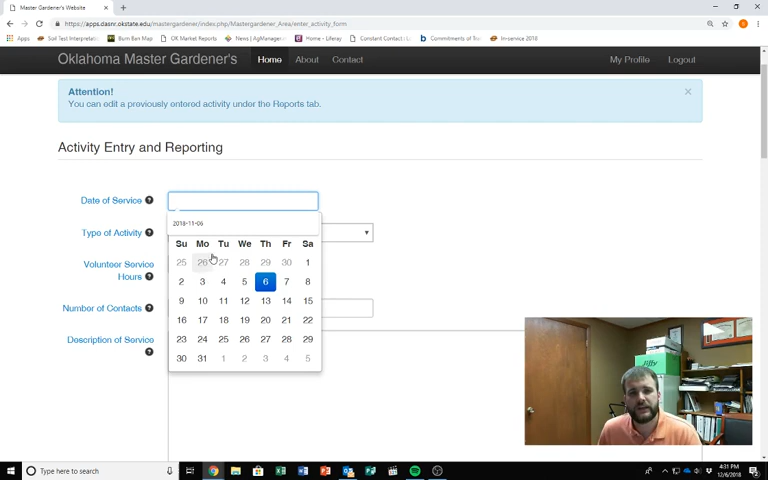 Master Gardener's Website
https://apps.dasnr.okstate.edu/mastergardener/index.php/Mastergardener_Area/enter_activity_form
Apps Soil Test Interpretati Burn Ban Map OK Market Reports News | AgManager Home - Liferay Constant Contact : L Commitments of Tra In-service 2018
Oklahoma Master Gardener's Home About Contact My Profile Logout
Attention! ×
You can edit a previously entered activity under the Reports tab.
Activity Entry and Reporting
Date of Service
2018-11-06
Type of Activity
Su Mo Tu We Th Fr Sa
25 26 27 28 29 30 1
Volunteer Service
Hours
2 3 4 5 6 7 8
9 10 11 12 13 14 15
Number of Contacts
16 17 18 19 20 21 22
Description of Service
23 24 25 26 27 28 29
30 31 1 2 3 4 5
Jiffy
Type here to search
4:31 PM
12/6/2018